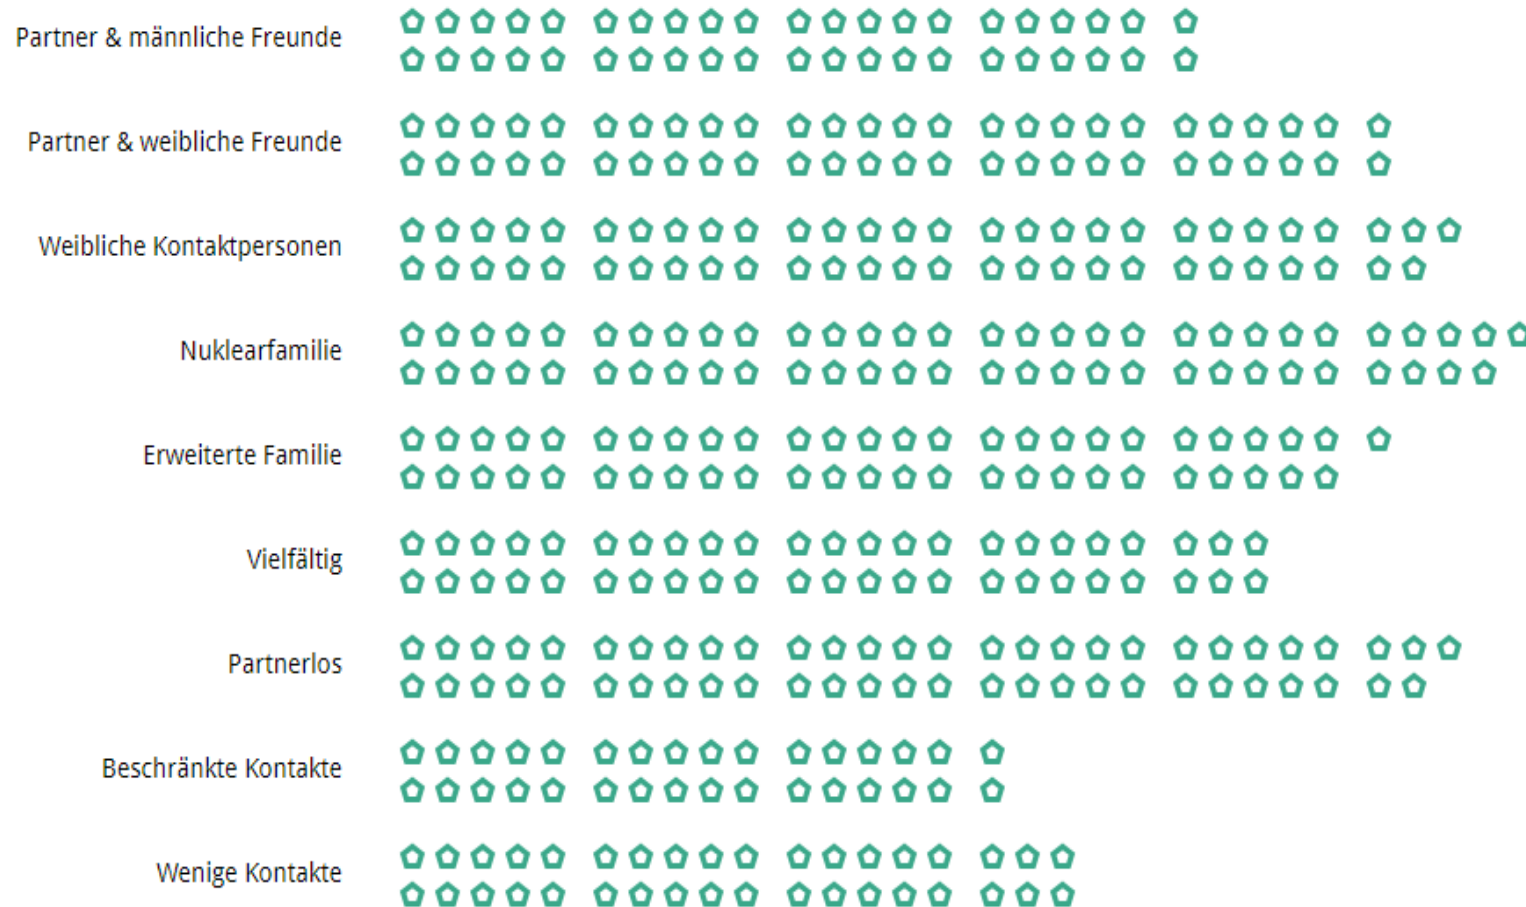 Partner & männliche Freunde
Partner & weibliche Freunde
Weibliche Kontaktpersonen
Nuklearfamilie
Erweiterte Familie
Vielfältig
Partnerlos
Beschränkte Kontakte
Wenige Kontakte